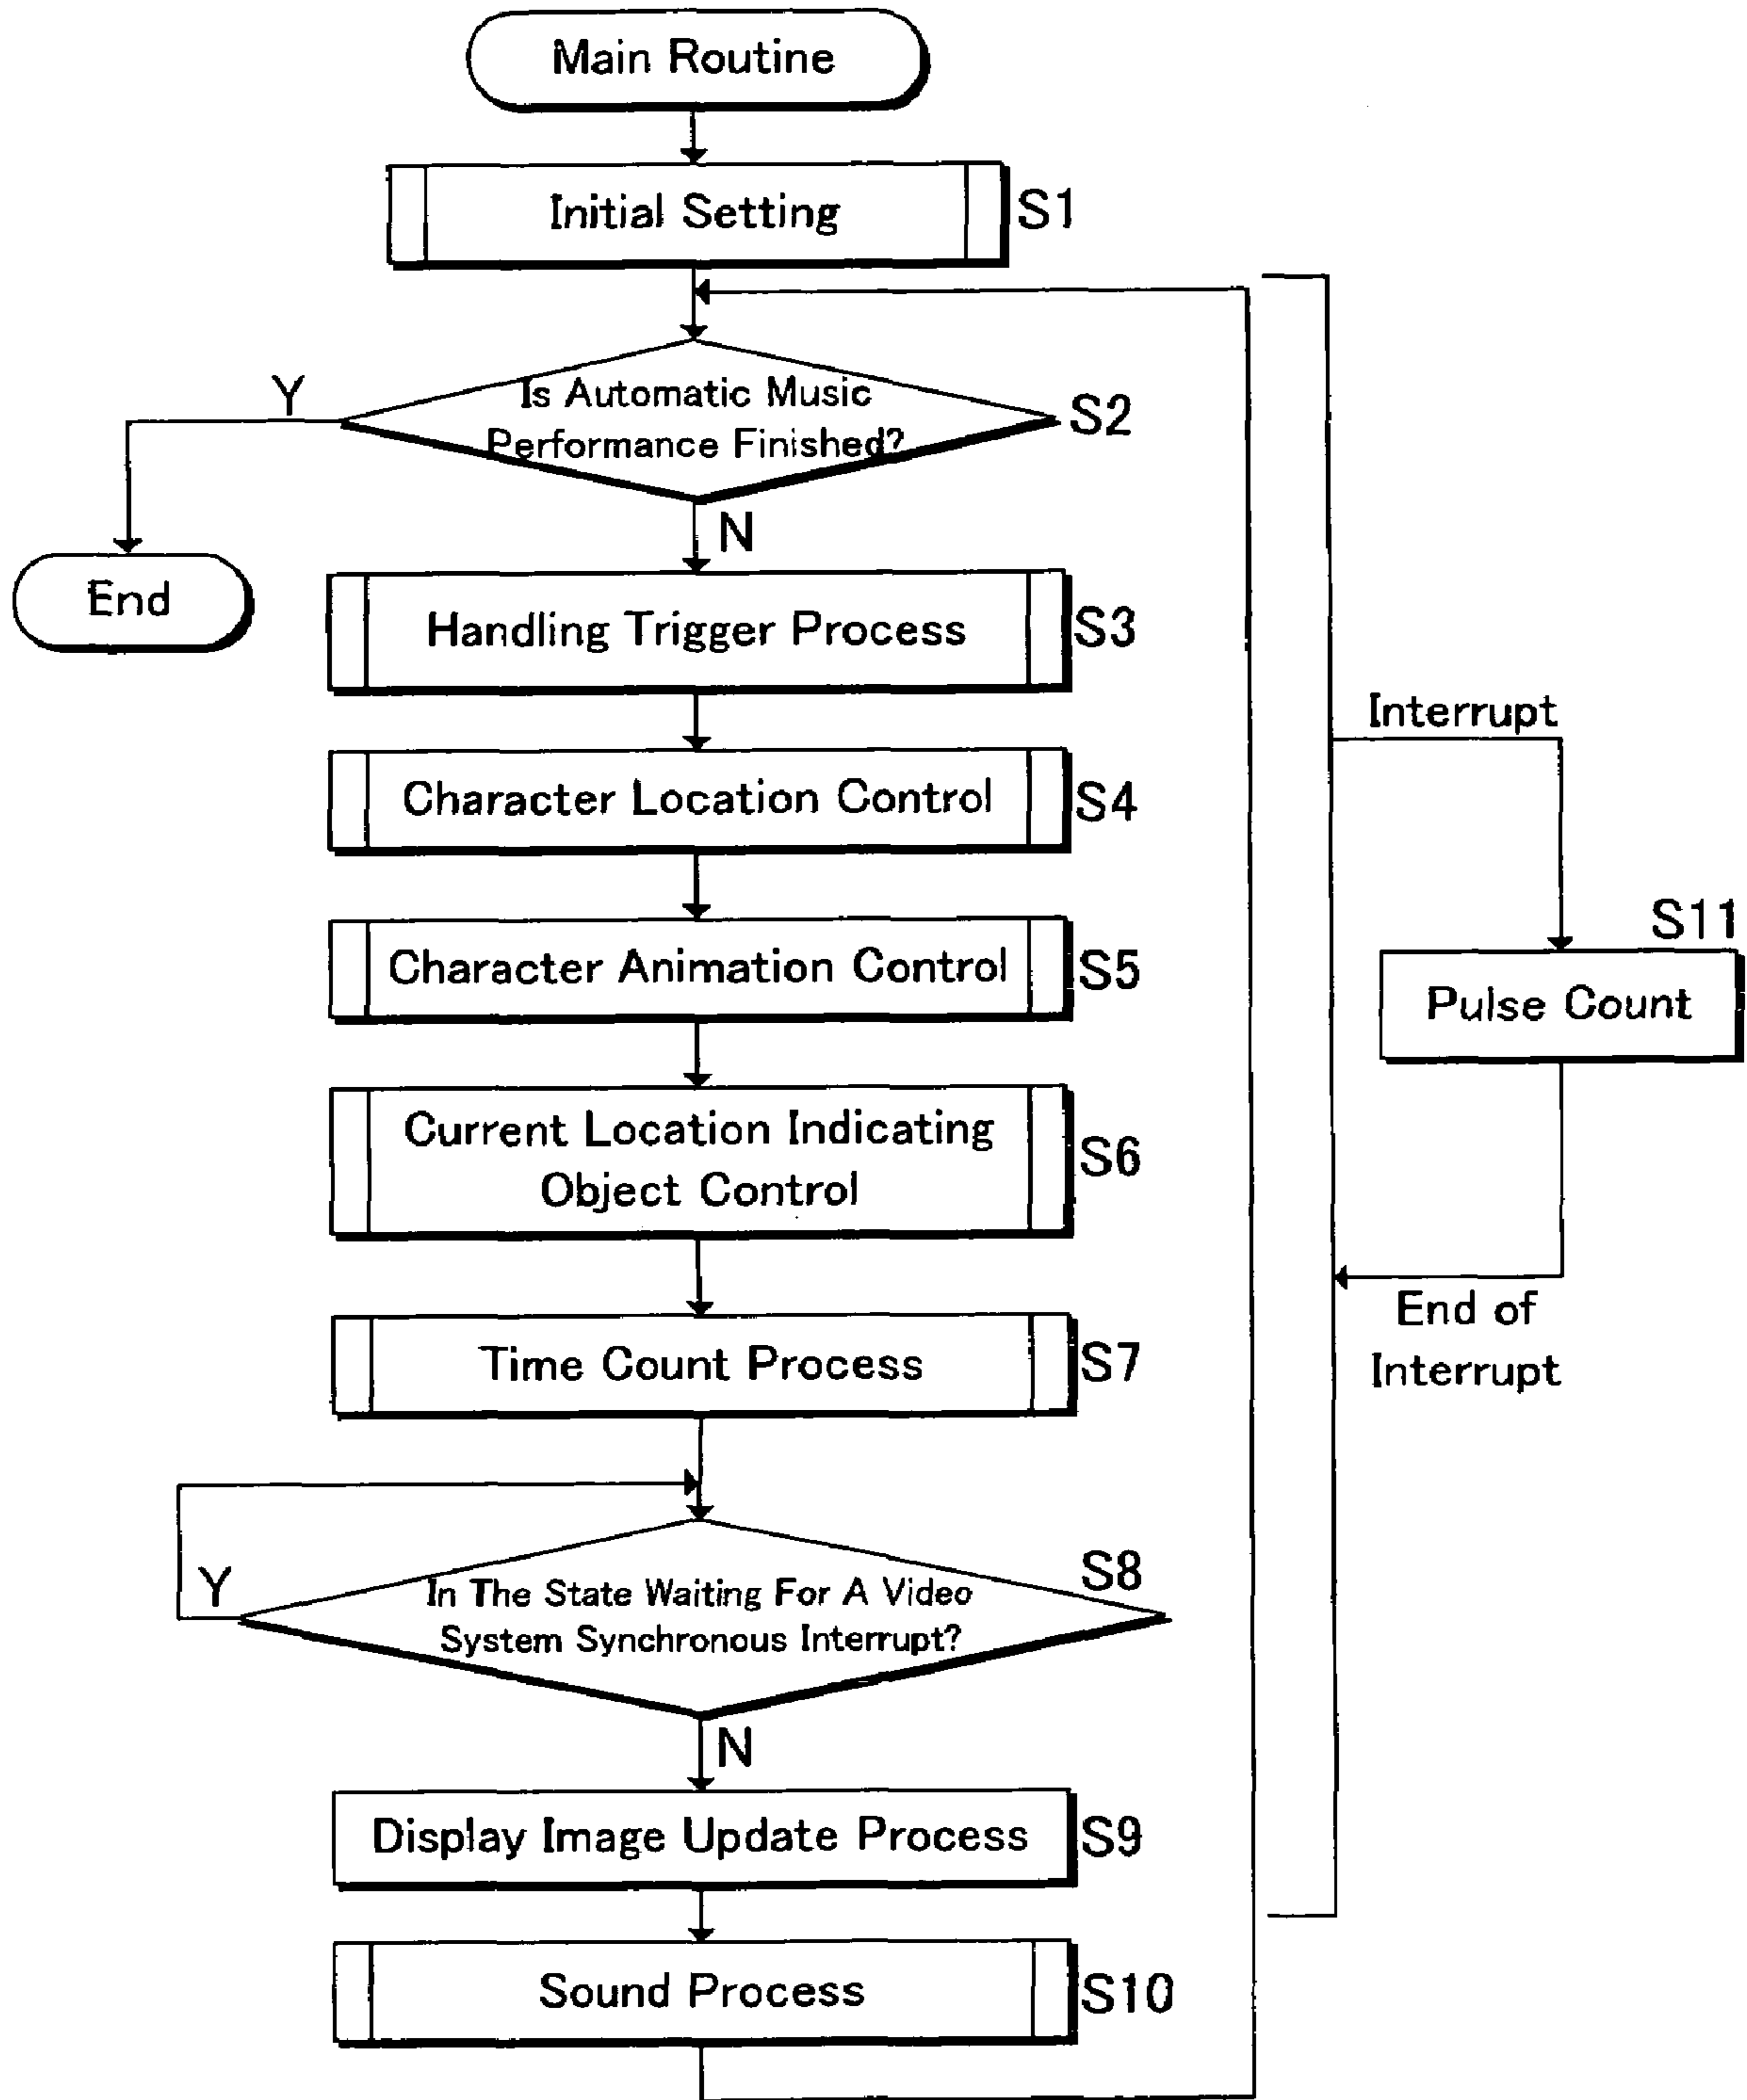 Main Routine
Initial Setting
S1
Is Automatic Music
Performance Finished?
S2
Y
N
End
Handling Trigger Process
S3
Character Location Control
S4
Character Animation Control
S5
Current Location Indicating
Object Control
S6
Time Count Process
S7
In The State Waiting For A Video
System Synchronous Interrupt?
S8
Y
N
Display Image Update Process
S9
Sound Process
S10
Interrupt
S11
Pulse Count
End of
Interrupt